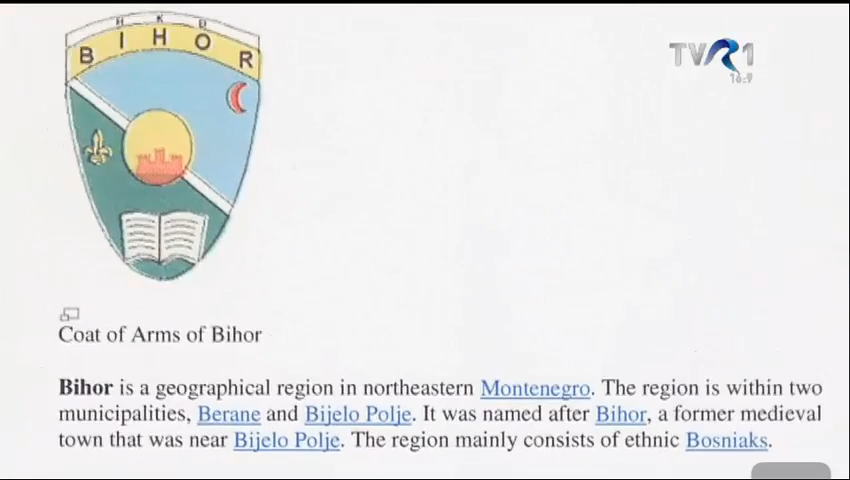 H K D
BIHOR
TVR1
16:9
Coat of Arms of Bihor
Bihor is a geographical region in northeastern Montenegro. The region is within two
municipalities, Berane and Bijelo Polje. It was named after Bihor, a former medieval
town that was near Bijelo Polje. The region mainly consists of ethnic Bosniaks.